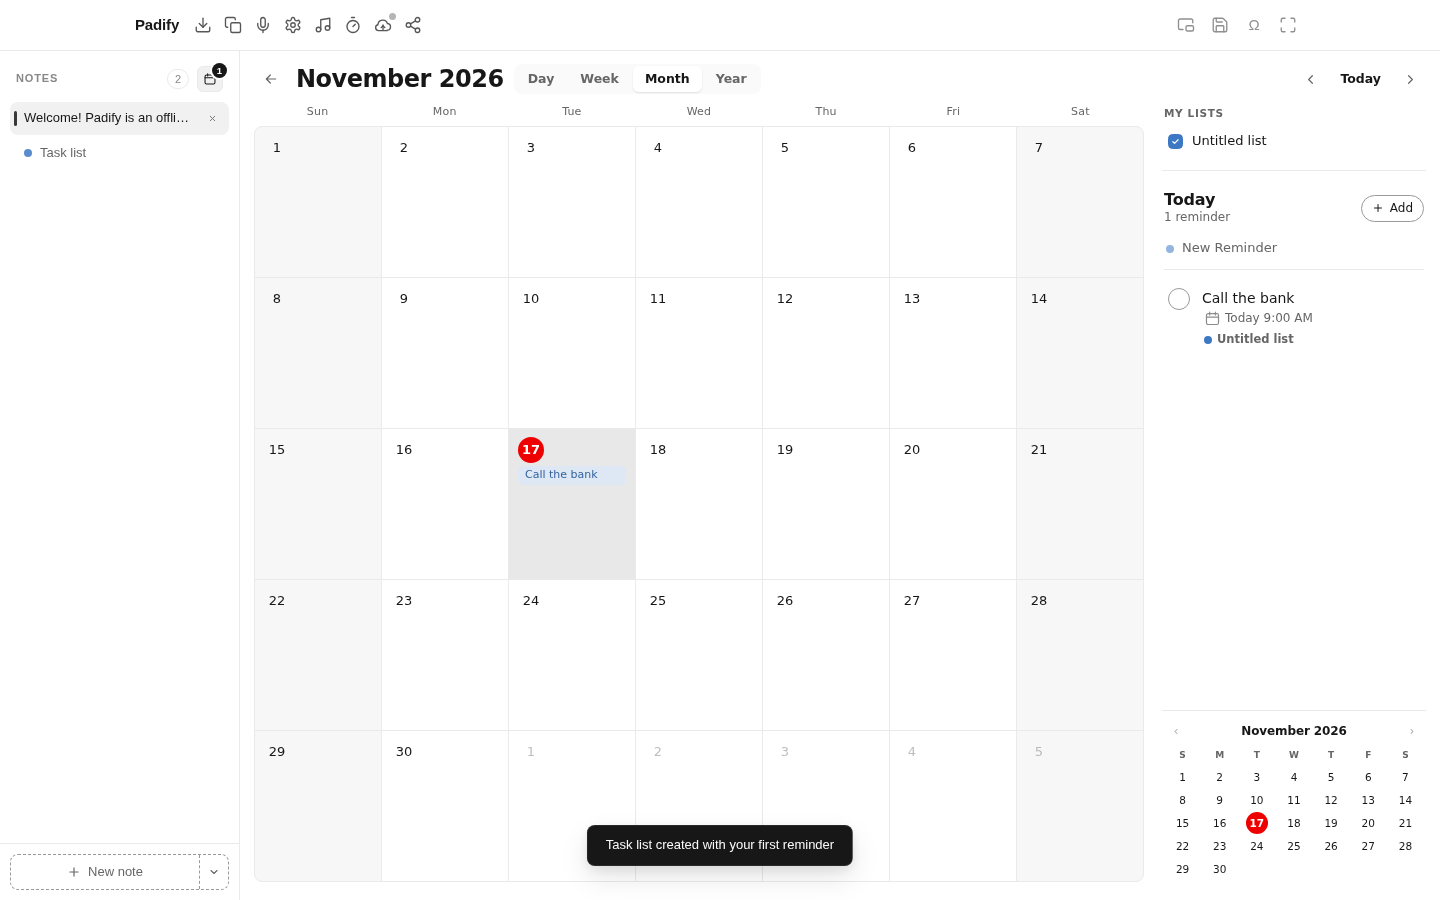 Padify
Ω
NOTES
2
1
Welcome! Padify is an offli…
Task list
New note
November 2026
Day Week Month Year
Today
Sun Mon Tue Wed Thu Fri Sat
1 2 3 4 5 6 7
8 9 10 11 12 13 14
15 16 17 18 19 20 21
Call the bank
22 23 24 25 26 27 28
29 30 1 2 3 4 5
Task list created with your first reminder
MY LISTS
Untitled list
Today
1 reminder
Add
New Reminder
Call the bank
Today 9:00 AM
Untitled list
November 2026
S M T W T F S
1 2 3 4 5 6 7
8 9 10 11 12 13 14
15 16 17 18 19 20 21
22 23 24 25 26 27 28
29 30